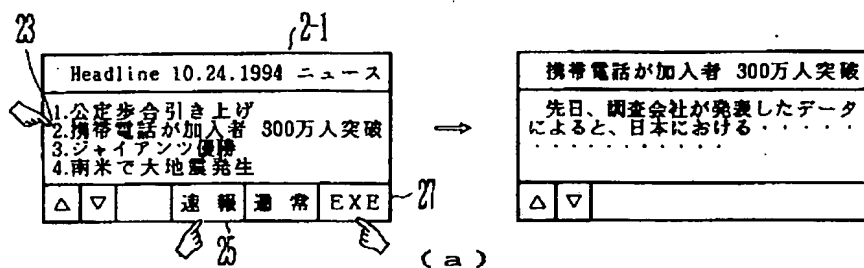 23
2-1
Headline 10.24.1994 ニュース
1.公定歩合引き上げ
2.携帯電話が加入者 300万人突破
3.ジャイアンツ優勝
4.南米で大地震発生
△ ▽ 速報 通常 EXE
25
27
⇒
携帯電話が加入者 300万人突破
先日、調査会社が発表したデータ
によると、日本における・・・・・
・・・・・・・・・・・
△ ▽
(a)